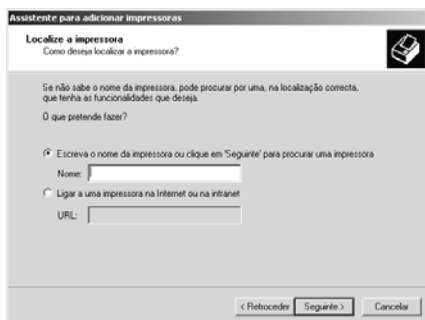 Assistente para adicionar impressoras
Localize a impressora
Como deseja localizar a impressora?
Se não sabe o nome da impressora, pode procurar por uma, na localização correcta,
que tenha as funcionalidades que deseja.
O que pretende fazer?
Escreva o nome da impressora ou clique em 'Seguinte' para procurar uma impressora
Nome:
Ligar a uma impressora na Internet ou na intranet
URL:
< Retroceder
Seguinte >
Cancelar